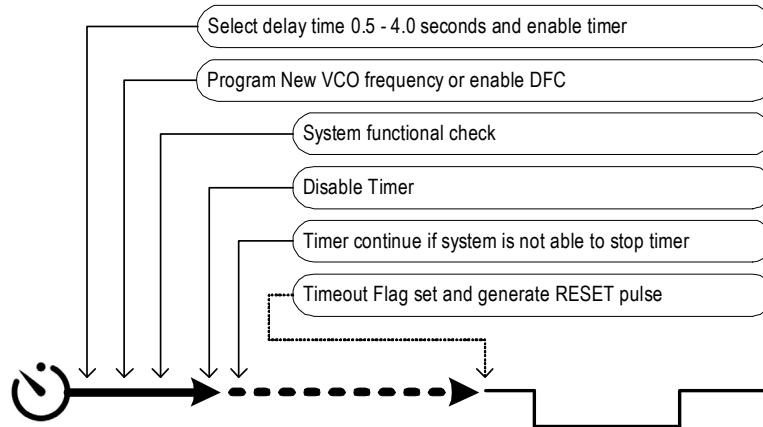 Select delay time 0.5 - 4.0 seconds and enable timer
Program New VCO frequency or enable DFC
System functional check
Disable Timer
Timer continue if system is not able to stop timer
Timeout Flag set and generate RESET pulse